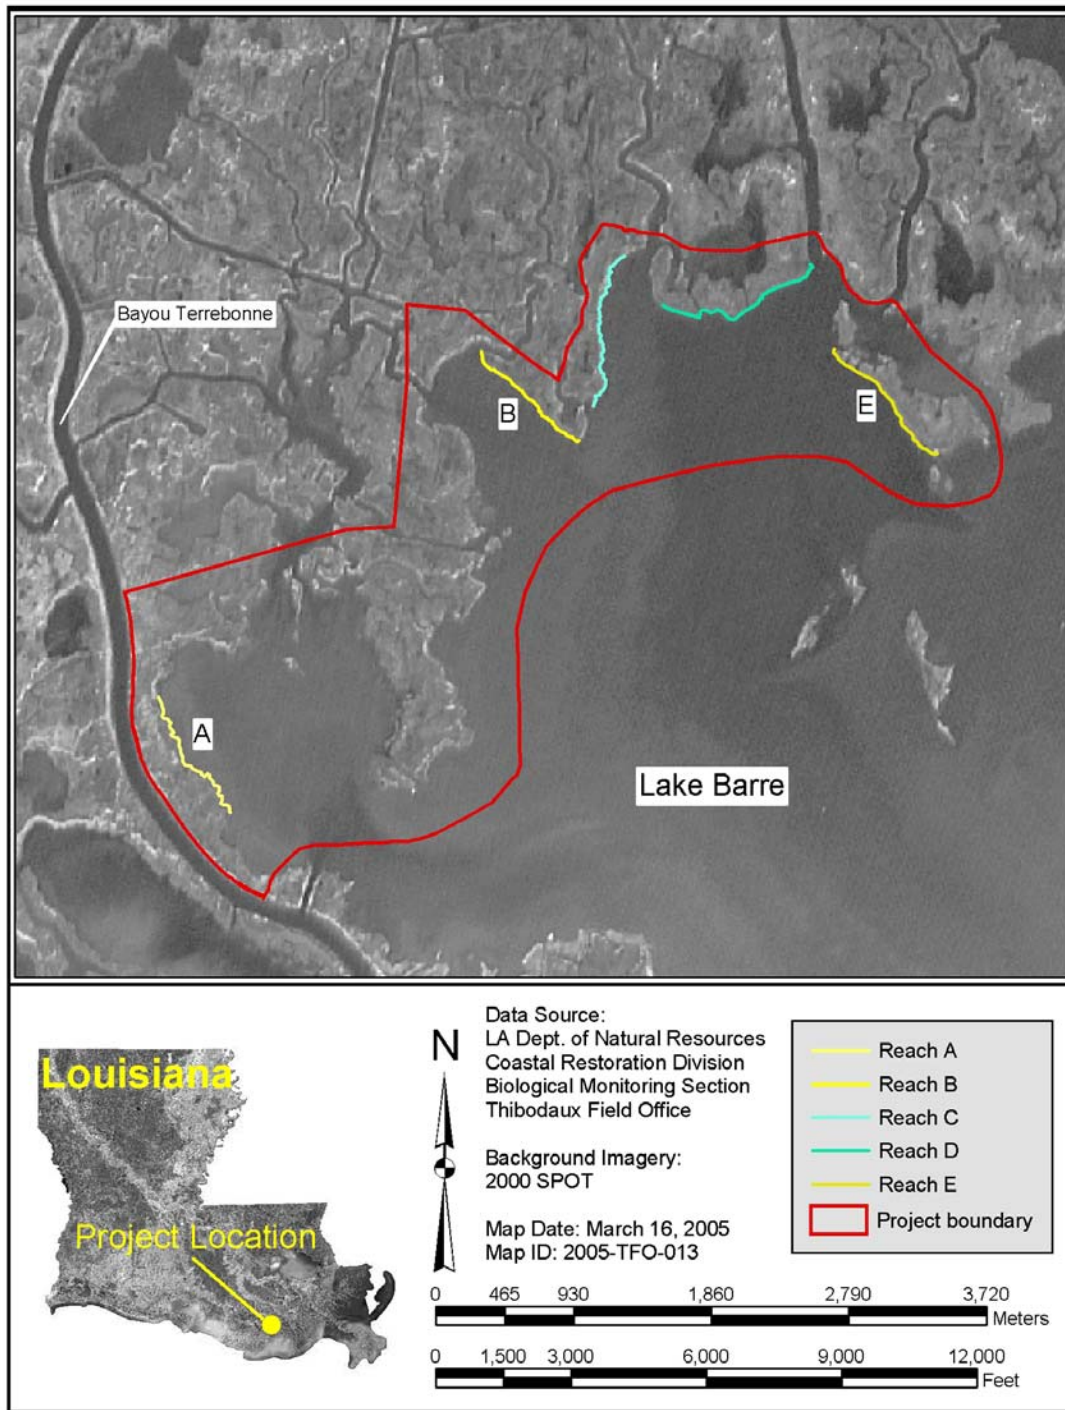 Bayou Terrebonne
B
E
A
Lake Barre
Louisiana
Project Location
N
Data Source:
LA Dept. of Natural Resources
Coastal Restoration Division
Biological Monitoring Section
Thibodaux Field Office
Background Imagery:
2000 SPOT
Map Date: March 16, 2005
Map ID: 2005-TFO-013
Reach A
Reach B
Reach C
Reach D
Reach E
Project boundary
0 465 930 1,860 2,790 3,720
Meters
0 1,500 3,000 6,000 9,000 12,000
Feet